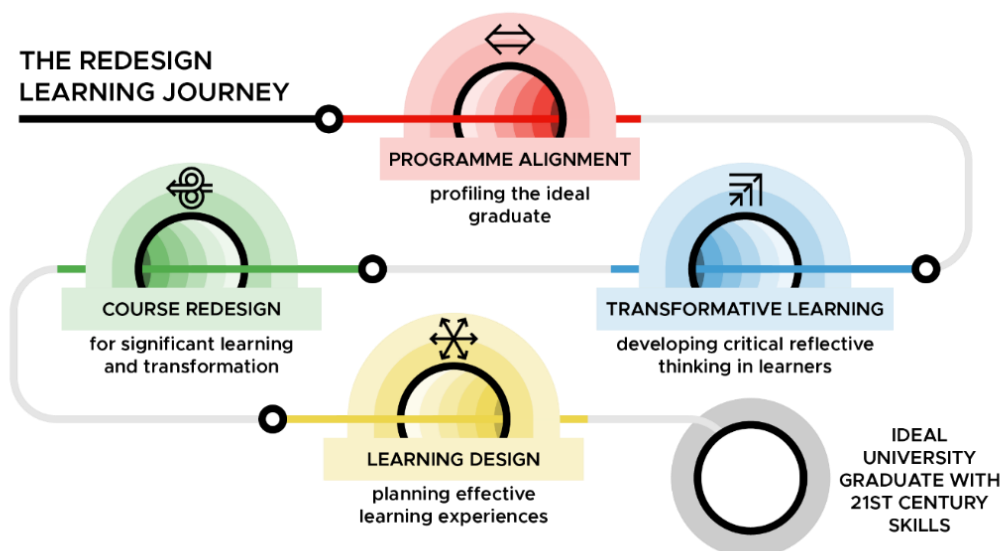 THE REDESIGN
LEARNING JOURNEY
PROGRAMME ALIGNMENT
profiling the ideal
graduate
TRANSFORMATIVE LEARNING
developing critical reflective
thinking in learners
COURSE REDESIGN
for significant learning
and transformation
LEARNING DESIGN
planning effective
learning experiences
IDEAL
UNIVERSITY
GRADUATE WITH
21ST CENTURY
SKILLS